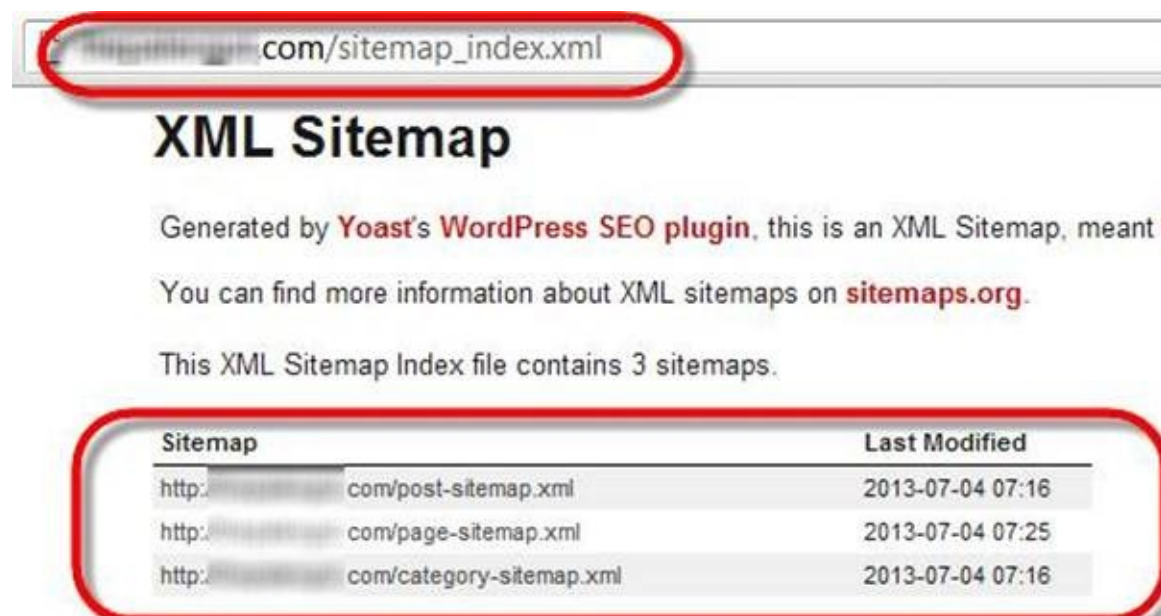 .com/sitemap_index.xml
XML Sitemap
Generated by Yoast's WordPress SEO plugin, this is an XML Sitemap, meant
You can find more information about XML sitemaps on sitemaps.org.
This XML Sitemap Index file contains 3 sitemaps.
Sitemap Last Modified
http:/ com/post-sitemap.xml 2013-07-04 07:16
http:/ com/page-sitemap.xml 2013-07-04 07:25
http:/ com/category-sitemap.xml 2013-07-04 07:16